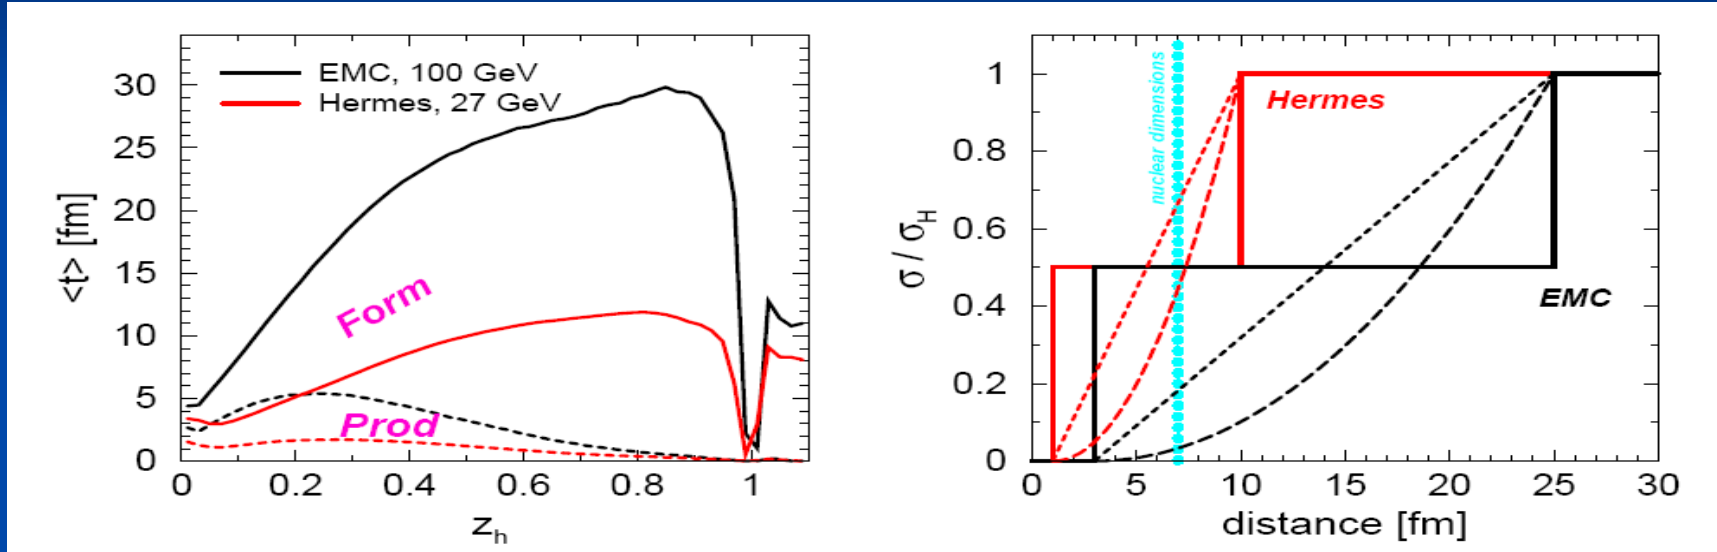 <t> [fm]
30
25
20
15
10
5
0
EMC, 100 GeV
Hermes, 27 GeV
Form
Prod
0 0.2 0.4 0.6 0.8 1
z_h
σ / σ_H
1
0.8
0.6
0.4
0.2
0
nuclear dimensions
Hermes
EMC
0 5 10 15 20 25 30
distance [fm]